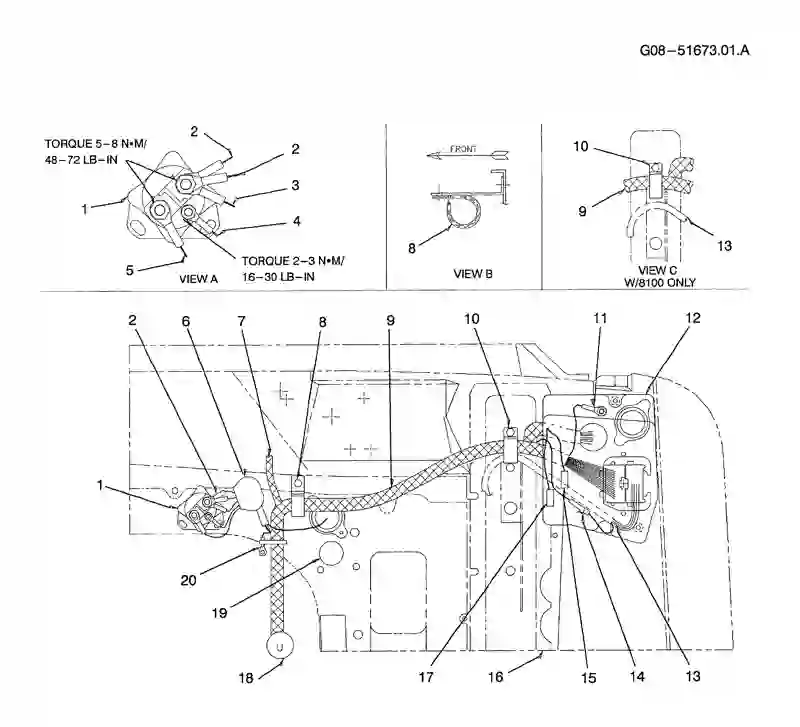 G08-51673.01.A
TORQUE 5-8 N•M/
48-72 LB-IN
2
2
3
1
4
5
TORQUE 2-3 N•M/
16-30 LB-IN
VIEW A
FRONT
8
VIEW B
10
9
13
VIEW C
W/8100 ONLY
2
6
7
8
9
10
11
12
1
20
19
18
U
17
16
15
14
13